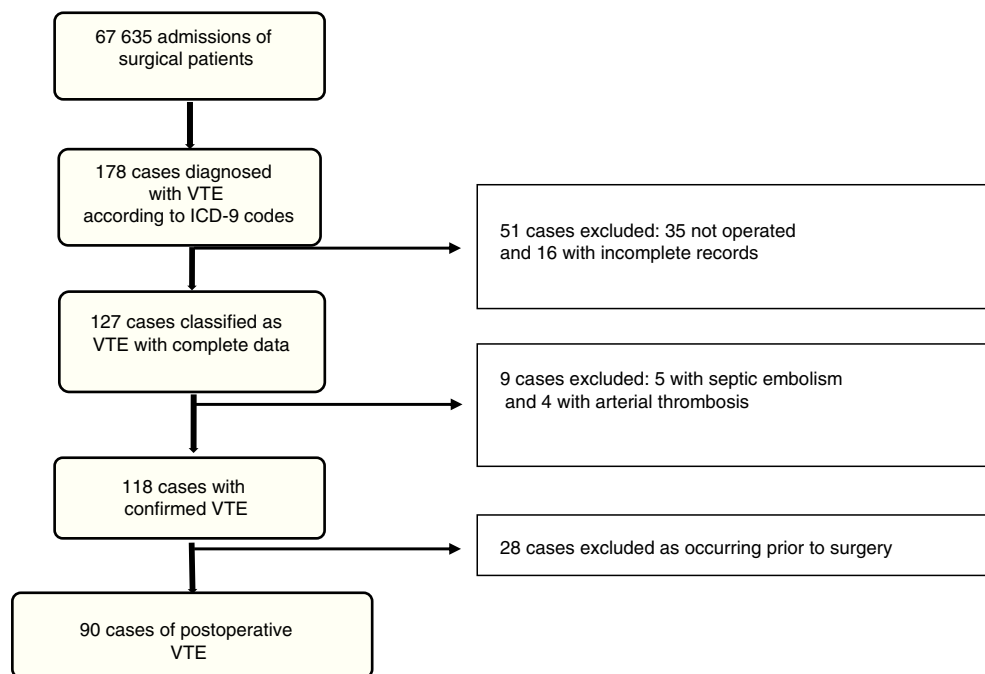 67 635 admissions of
surgical patients
178 cases diagnosed
with VTE
according to ICD-9 codes
51 cases excluded: 35 not operated
and 16 with incomplete records
127 cases classified as
VTE with complete data
9 cases excluded: 5 with septic embolism
and 4 with arterial thrombosis
118 cases with
confirmed VTE
28 cases excluded as occurring prior to surgery
90 cases of postoperative
VTE